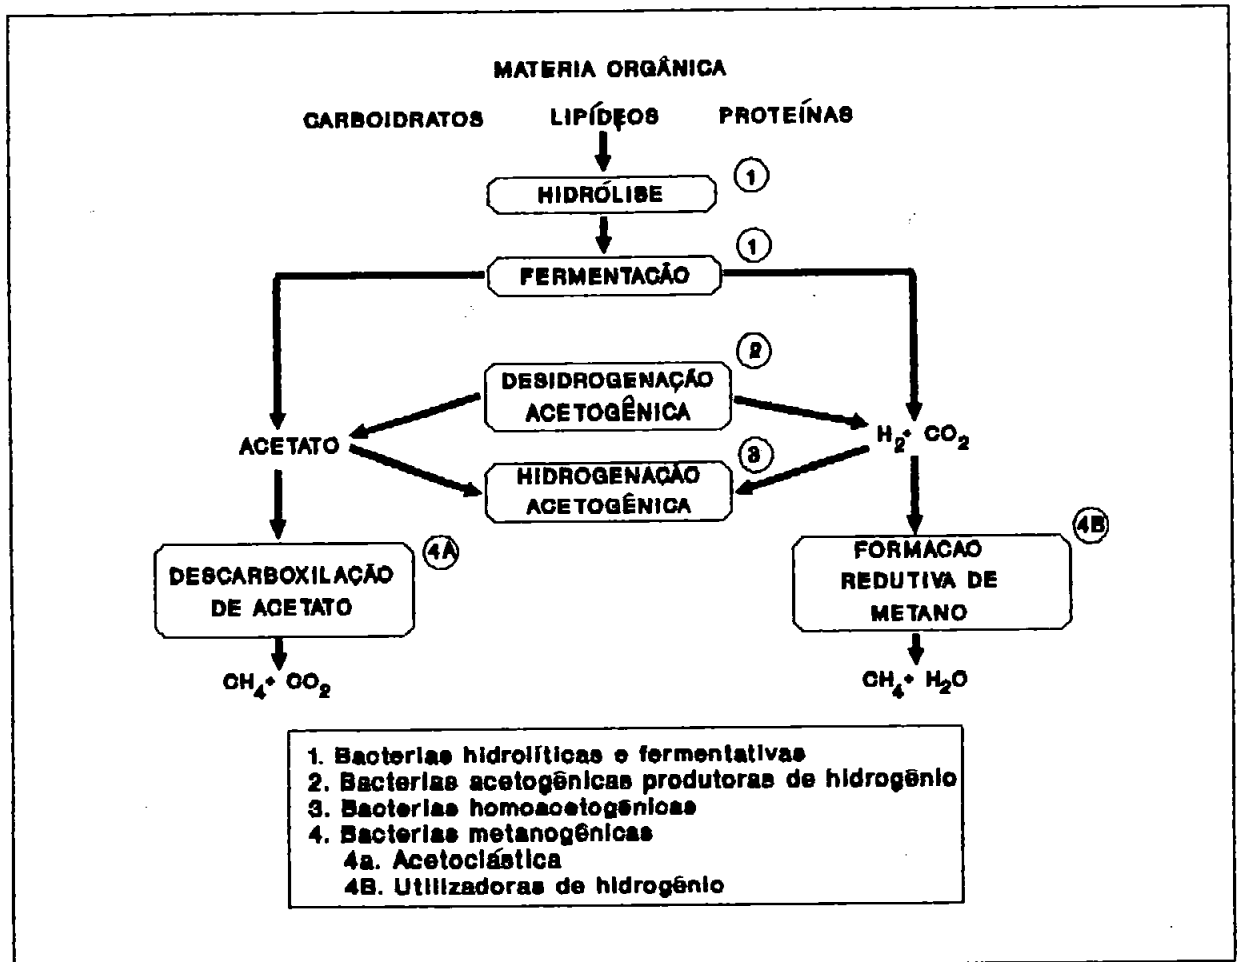 MATERIA ORGÂNICA
CARBOIDRATOS LIPÍDEOS PROTEÍNAS
1
HIDRÓLISE
1
FERMENTAÇÃO
2
DESIDROGENAÇÃO
ACETOGÊNICA
ACETATO
H2+ CO2
3
HIDROGENAÇÃO
ACETOGÊNICA
4A
DESCARBOXILAÇÃO
DE ACETATO
4B
FORMACAO
REDUTIVA DE
METANO
CH4+ CO2
CH4+ H2O
1. Bacterias hidrolíticas e fermentativas
2. Bacterias acetogênicas produtoras de hidrogênio
3. Bacterias homoacetogênicas
4. Bacterias metanogênicas
4a. Acetoclástica
4B. Utilizadoras de hidrogênio